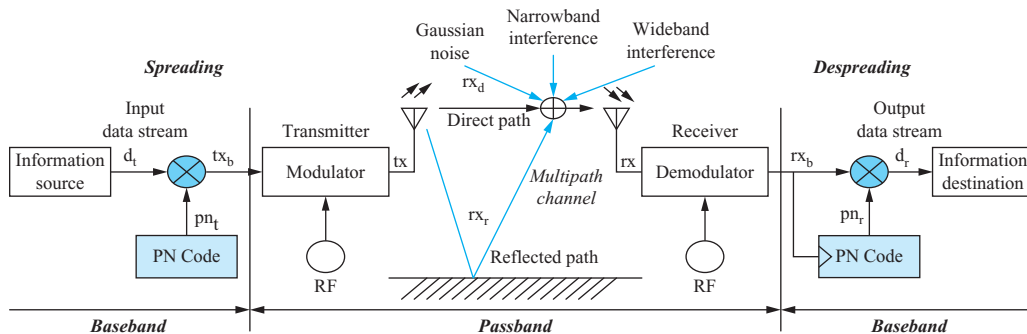 Gaussian
noise
Narrowband
interference
Wideband
interference
Spreading
Despreading
rx_d
Direct path
Input
data stream
Transmitter
Receiver
Output
data stream
Information
source
d_t
tx_b
Modulator
tx
rx
Demodulator
rx_b
d_r
Information
destination
Multipath
channel
pn_t
rx_r
pn_r
PN Code
Reflected path
PN Code
RF
RF
Baseband
Passband
Baseband